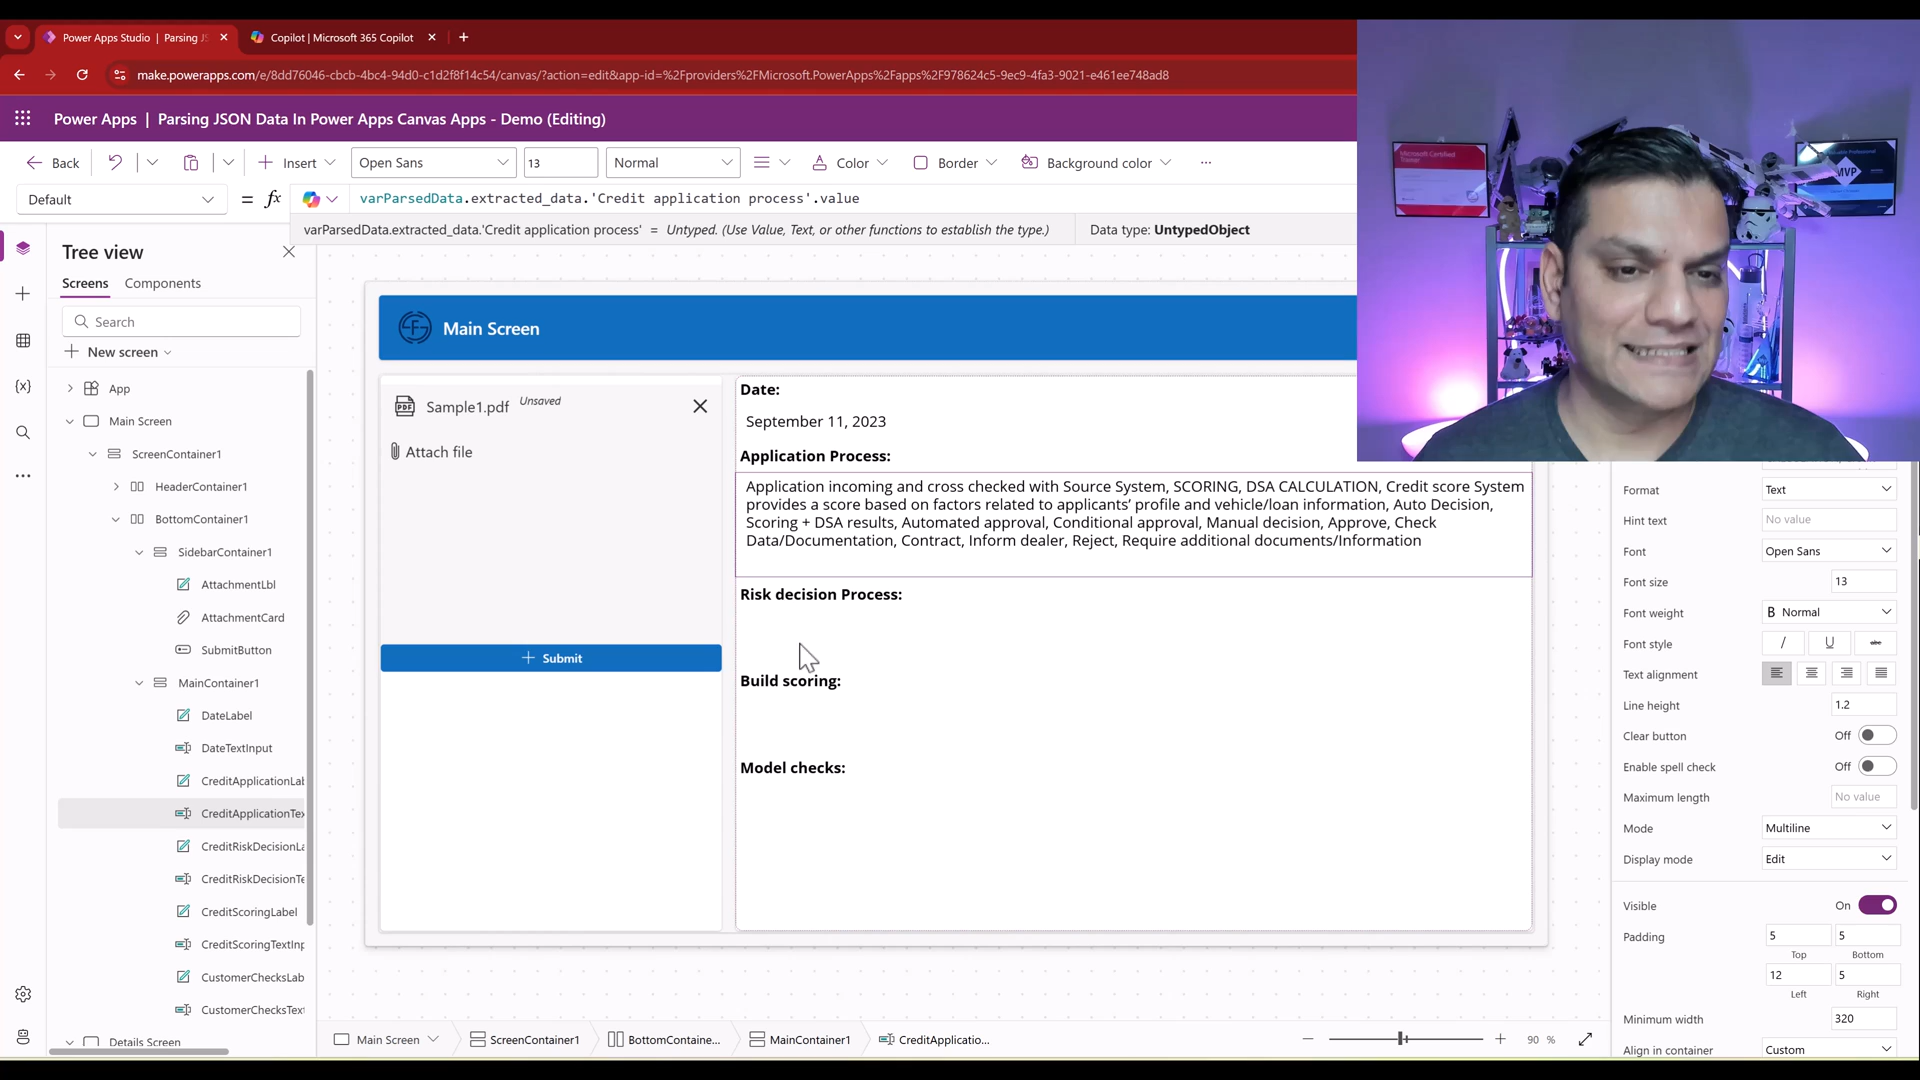 Power Apps Studio | Parsing JS
Copilot | Microsoft 365 Copilot
make.powerapps.com/e/8dd76046-cbcb-4bc4-94d0-c1d2f8f14c54/canvas/?action=edit&app-id=%2Fproviders%2FMicrosoft.PowerApps%2Fapps%2F978624c5-9ec9-4fa3-9021-e461ee748ad8
Power Apps | Parsing JSON Data In Power Apps Canvas Apps - Demo (Editing)
Back
Insert
Open Sans
13
Normal
Color
Border
Background color
Default
= fx
varParsedData.extracted_data.'Credit application process'.value
varParsedData.extracted_data.'Credit application process' = Untyped. (Use Value, Text, or other functions to establish the type.)
Data type: UntypedObject
Tree view
Screens
Components
Search
New screen
App
Main Screen
ScreenContainer1
HeaderContainer1
BottomContainer1
SidebarContainer1
AttachmentLbl
AttachmentCard
SubmitButton
MainContainer1
DateLabel
DateTextInput
CreditApplicationLab
CreditApplicationTex
CreditRiskDecisionLa
CreditRiskDecisionTe
CreditScoringLabel
CreditScoringTextInp
CustomerChecksLab
CustomerChecksText
Details Screen
Main Screen
PDF
Sample1.pdf
Unsaved
Attach file
Submit
Date:
September 11, 2023
Application Process:
Application incoming and cross checked with Source System, SCORING, DSA CALCULATION, Credit score System
provides a score based on factors related to applicants’ profile and vehicle/loan information, Auto Decision,
Scoring + DSA results, Automated approval, Conditional approval, Manual decision, Approve, Check
Data/Documentation, Contract, Inform dealer, Reject, Require additional documents/Information
Risk decision Process:
Build scoring:
Model checks:
Microsoft Certified
Trainer
MVP
Format
Text
Hint text
No value
Font
Open Sans
Font size
13
Font weight
B Normal
Font style
/ U abc
Text alignment
Line height
1.2
Clear button
Off
Enable spell check
Off
Maximum length
No value
Mode
Multiline
Display mode
Edit
Visible
On
Padding
5
5
Top
Bottom
12
5
Left
Right
Minimum width
320
Align in container
Custom
Main Screen
ScreenContainer1
BottomContaine...
MainContainer1
CreditApplicatio...
90 %